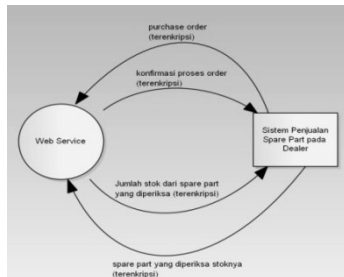 purchase order
(terenkripsi)
konfirmasi proses order
(terenkripsi)
Web Service
Sistem Penjualan
Spare Part pada
Dealer
Jumlah stok dari spare part
yang diperiksa (terenkripsi)
spare part yang diperiksa stoknya
(terenkripsi)